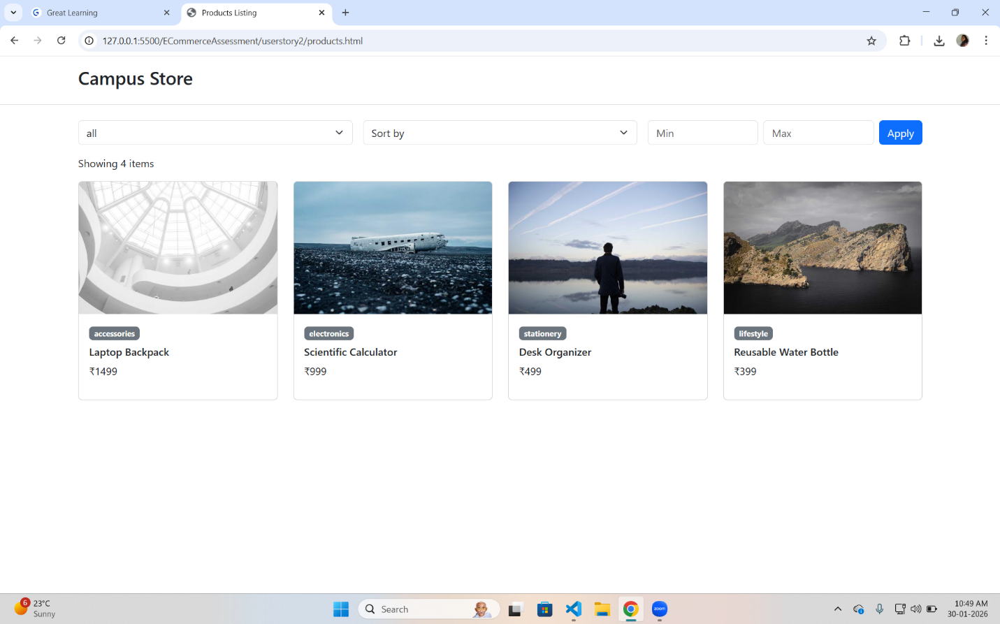 Great Learning
Products Listing
127.0.0.1:5500/ECommerceAssessment/userstory2/products.html
Campus Store
all
Sort by
Min
Max
Apply
Showing 4 items
accessories
Laptop Backpack
₹1499
electronics
Scientific Calculator
₹999
stationery
Desk Organizer
₹499
lifestyle
Reusable Water Bottle
₹399
6
23°C
Sunny
Search
zoom
10:49 AM
30-01-2026